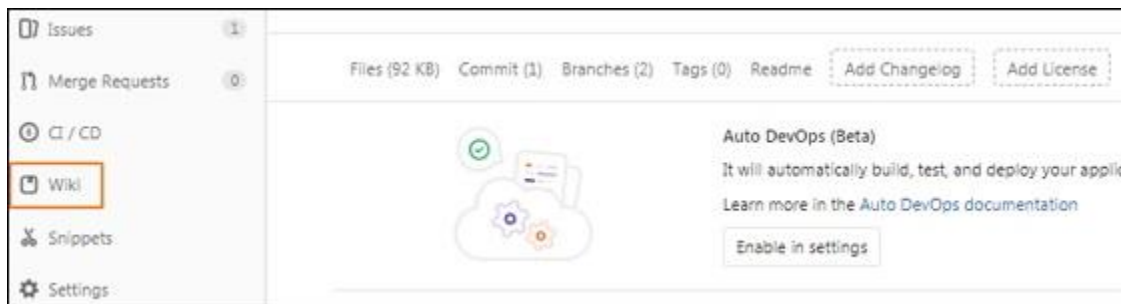 Issues 1
Merge Requests 0
CI / CD
Wiki
Snippets
Settings
Files (92 KB) Commit (1) Branches (2) Tags (0) Readme Add Changelog Add License
Auto DevOps (Beta)
It will automatically build, test, and deploy your applic
Learn more in the Auto DevOps documentation
Enable in settings